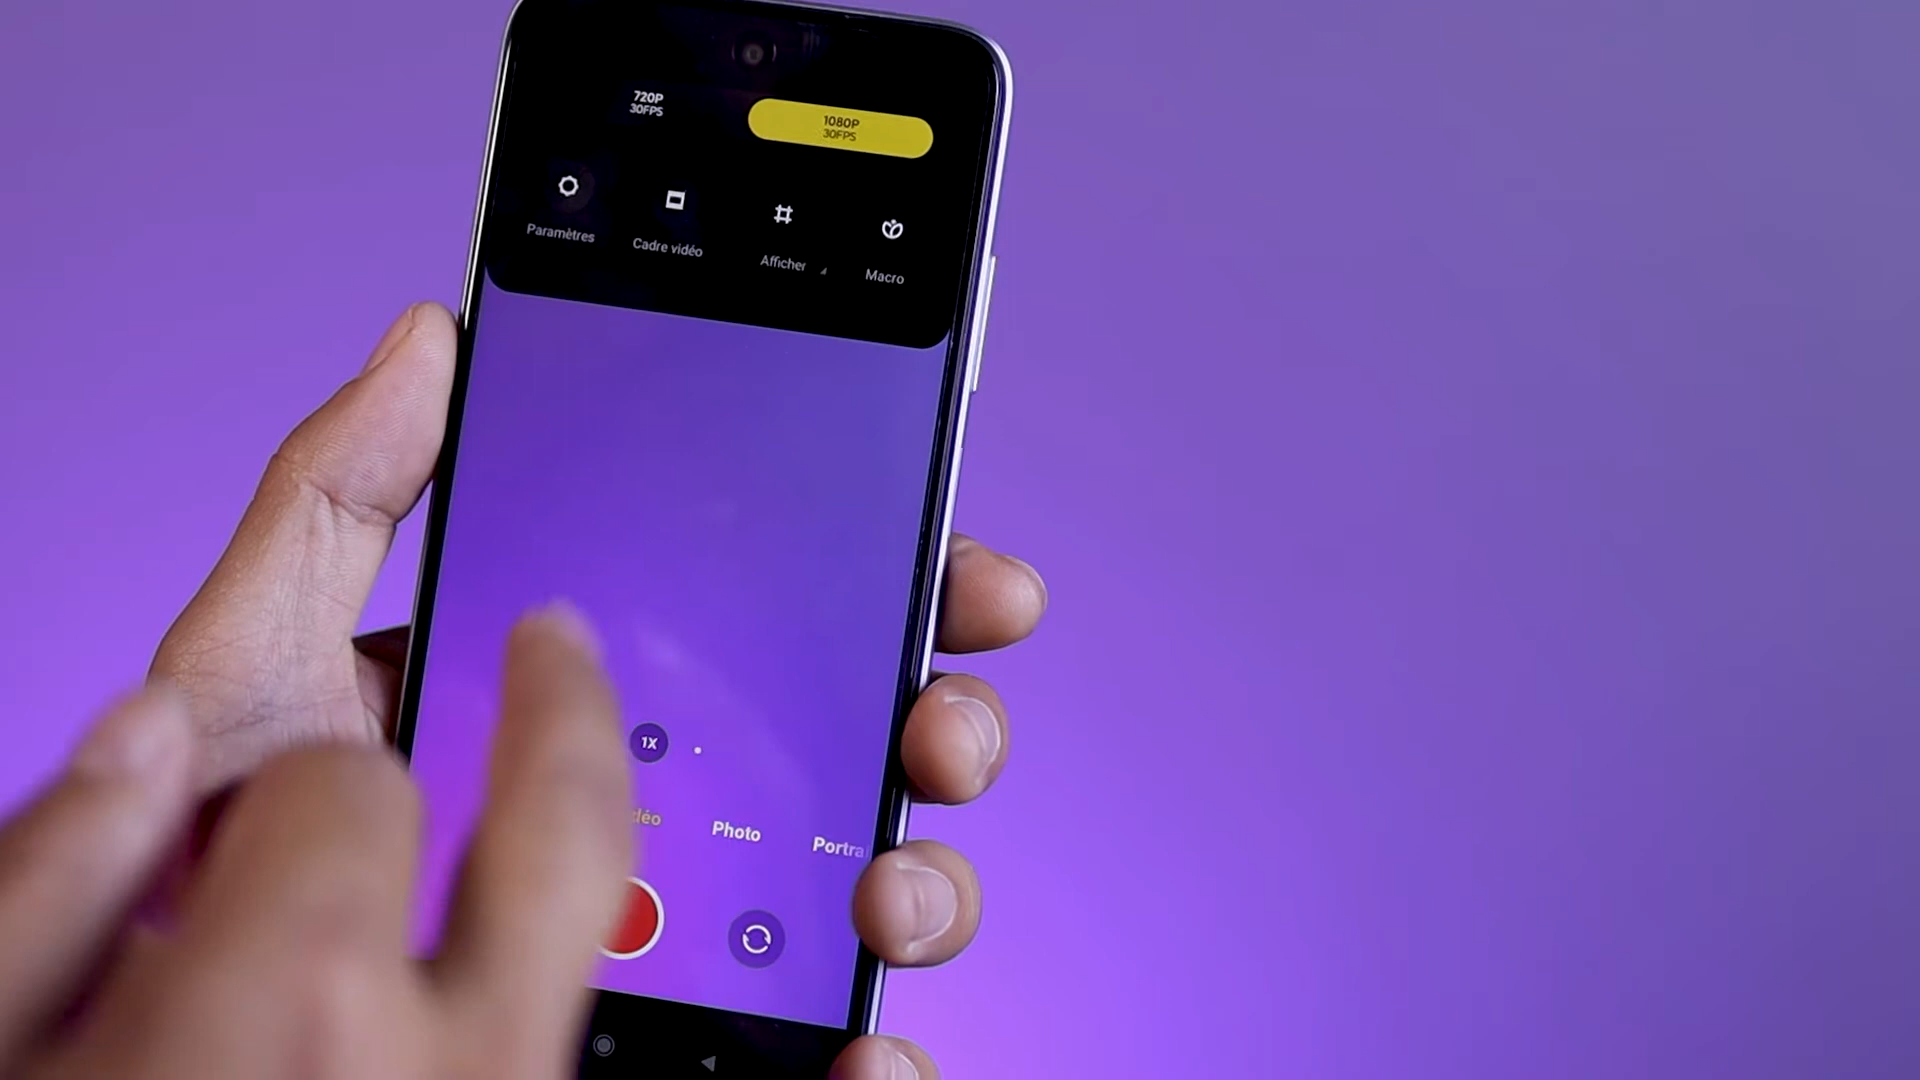 720P
30FPS
1080P
30FPS
Paramètres
Cadre vidéo
Afficher
Macro
1X
Photo